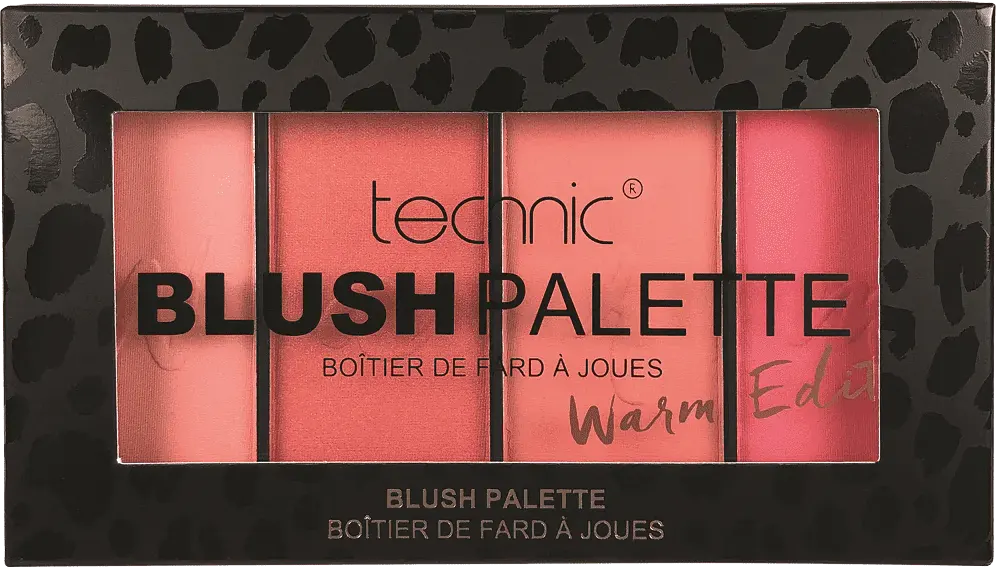 technic®
BLUSH PALETTE
BOÎTIER DE FARD À JOUES
Warm Edit
BLUSH PALETTE
BOÎTIER DE FARD À JOUES